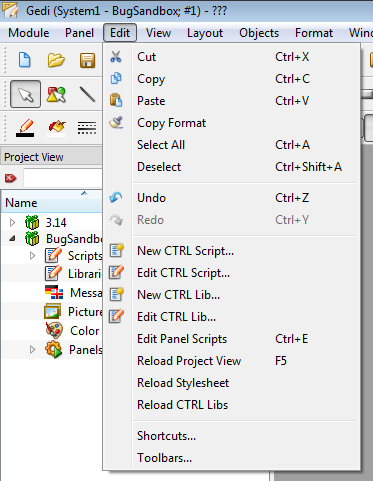 Gedi (System1 - BugSandbox; #1) - ???
Module Panel Edit View Layout Objects Format
Cut Ctrl+X
Copy Ctrl+C
Paste Ctrl+V
Copy Format
Select All Ctrl+A
Deselect Ctrl+Shift+A
Undo Ctrl+Z
Redo Ctrl+Y
New CTRL Script...
Edit CTRL Script...
New CTRL Lib...
Edit CTRL Lib...
Edit Panel Scripts Ctrl+E
Reload Project View F5
Reload Stylesheet
Reload CTRL Libs
Shortcuts...
Toolbars...
Project View
Name
3.14
BugSandbo
Scripts
Librari
Messa
Picture
Color
Panels